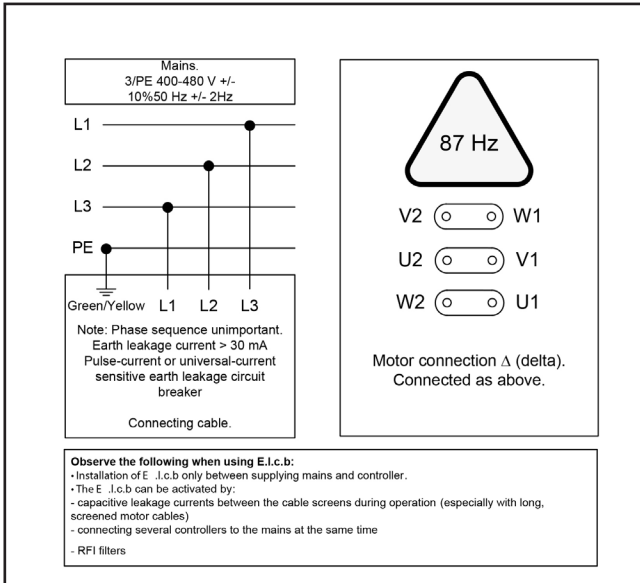 Mains.
3/PE 400-480 V +/-
10%50 Hz +/- 2Hz
L1
L2
L3
PE
Green/Yellow L1 L2 L3
Note: Phase sequence unimportant.
Earth leakage current > 30 mA
Pulse-current or universal-current
sensitive earth leakage circuit
breaker
Connecting cable.
87 Hz
V2 W1
U2 V1
W2 U1
Motor connection Δ (delta).
Connected as above.
Observe the following when using E.l.c.b:
• Installation of E .l.c.b only between supplying mains and controller.
• The E .l.c.b can be activated by:
- capacitive leakage currents between the cable screens during operation (especially with long,
screened motor cables)
- connecting several controllers to the mains at the same time
- RFI filters